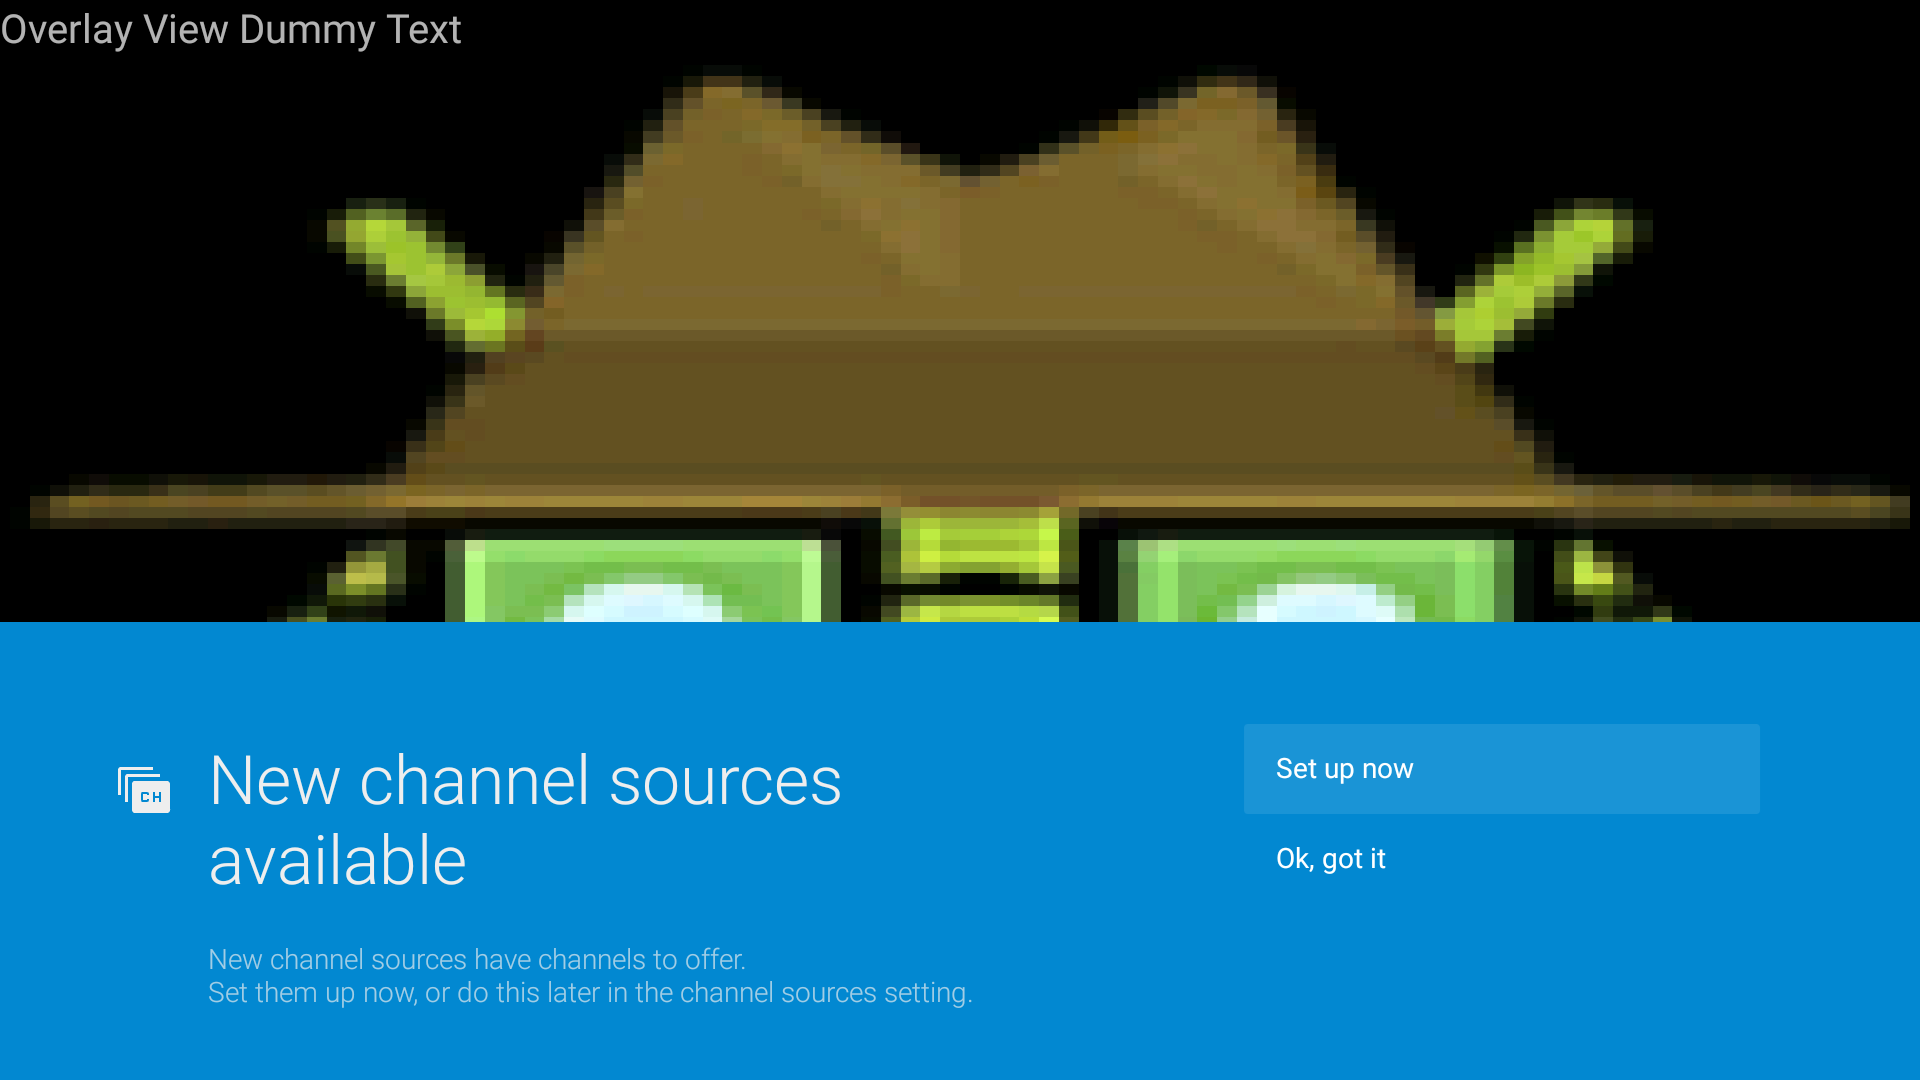 Overlay View Dummy Text
CH
New channel sources
available
New channel sources have channels to offer.
Set them up now, or do this later in the channel sources setting.
Set up now
Ok, got it